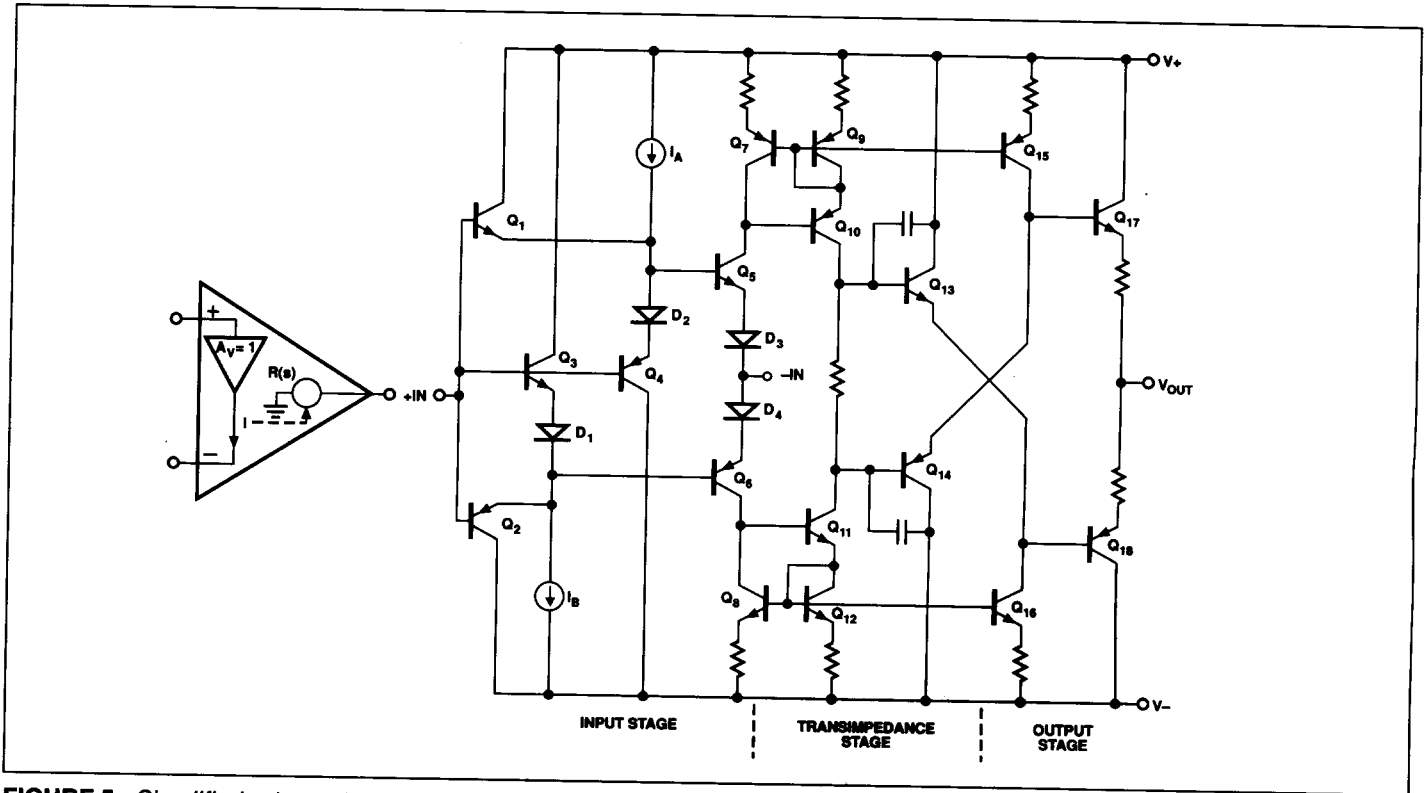 V+
Q7
Q9
Q15
IA
Q1
Q10
Q17
Q5
Q13
D2
+
AV= 1
R(s)
I
−
+IN
Q3
Q4
D3
−IN
D4
VOUT
D1
Q6
Q14
Q2
Q11
Q18
IB
Q8
Q12
Q16
V−
INPUT STAGE
TRANSIMPEDANCE
STAGE
OUTPUT
STAGE
FIGURE